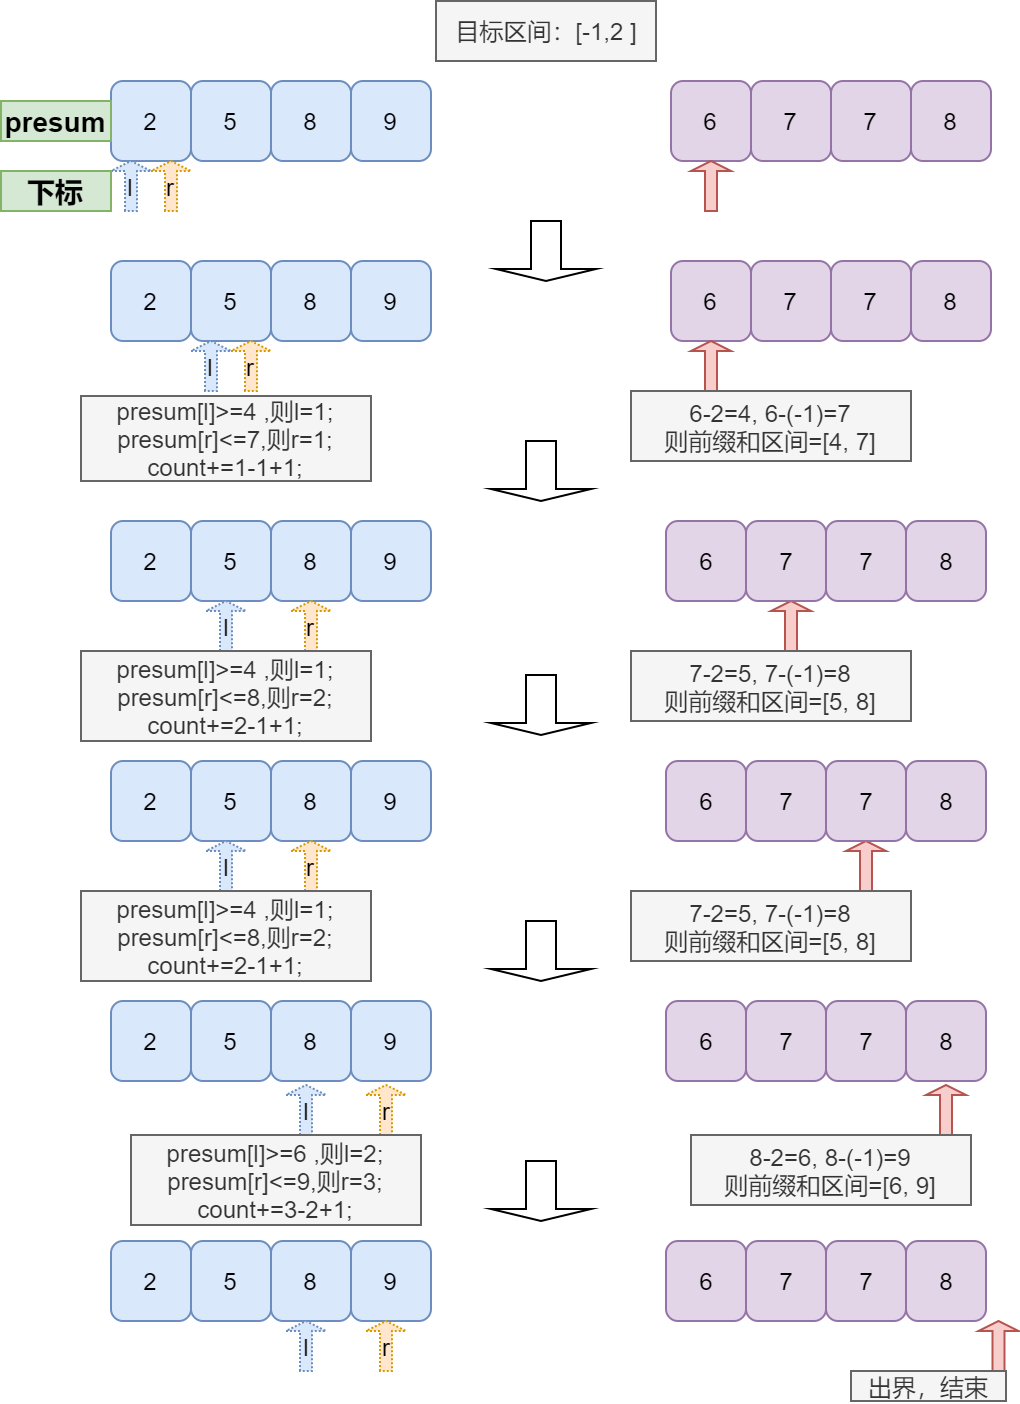 目标区间：[-1,2 ]
presum 2 5 8 9 6 7 7 8
下标 l r
2 5 8 9 6 7 7 8
l r
presum[l]>=4 ,则l=1;
presum[r]<=7,则r=1;
count+=1-1+1;
6-2=4, 6-(-1)=7
则前缀和区间=[4, 7]
2 5 8 9 6 7 7 8
l r
presum[l]>=4 ,则l=1;
presum[r]<=8,则r=2;
count+=2-1+1;
7-2=5, 7-(-1)=8
则前缀和区间=[5, 8]
2 5 8 9 6 7 7 8
l r
presum[l]>=4 ,则l=1;
presum[r]<=8,则r=2;
count+=2-1+1;
7-2=5, 7-(-1)=8
则前缀和区间=[5, 8]
2 5 8 9 6 7 7 8
l r
presum[l]>=6 ,则l=2;
presum[r]<=9,则r=3;
count+=3-2+1;
8-2=6, 8-(-1)=9
则前缀和区间=[6, 9]
2 5 8 9 6 7 7 8
l r
出界，结束